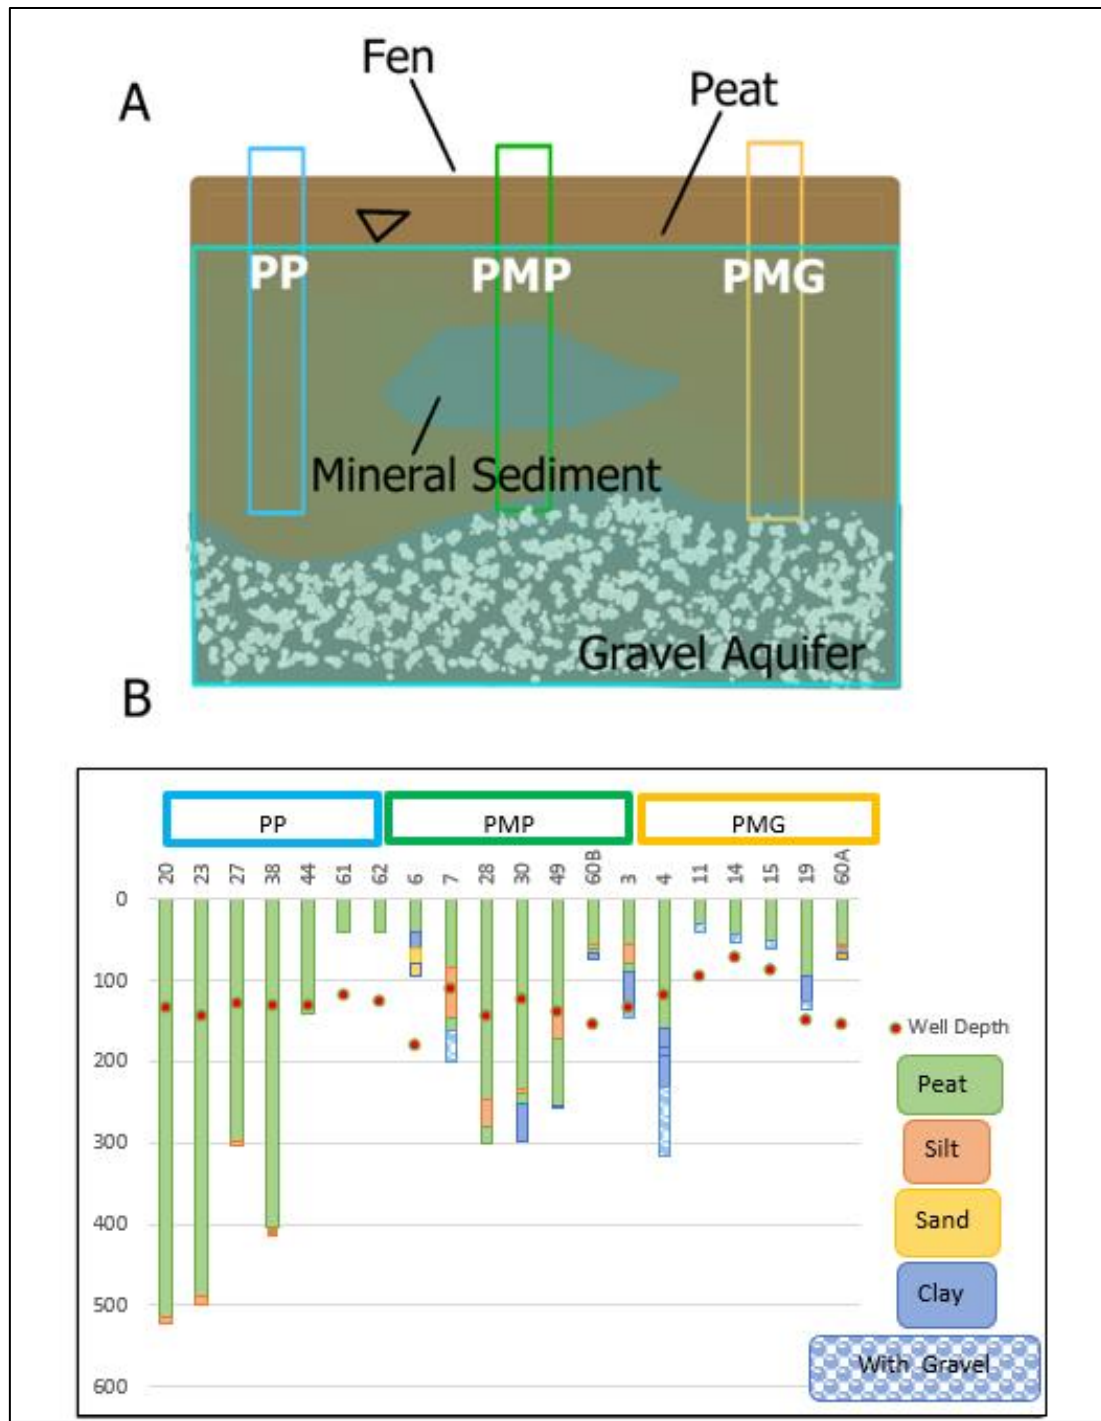 A
Fen
Peat
PP PMP PMG
Mineral Sediment
Gravel Aquifer
B
PP PMP PMG
20 23 27 38 44 61 62 6 7 28 30 49 60B 3 4 11 14 15 19 60A
0
100
200
300
400
500
600
Well Depth
Peat
Silt
Sand
Clay
With Gravel